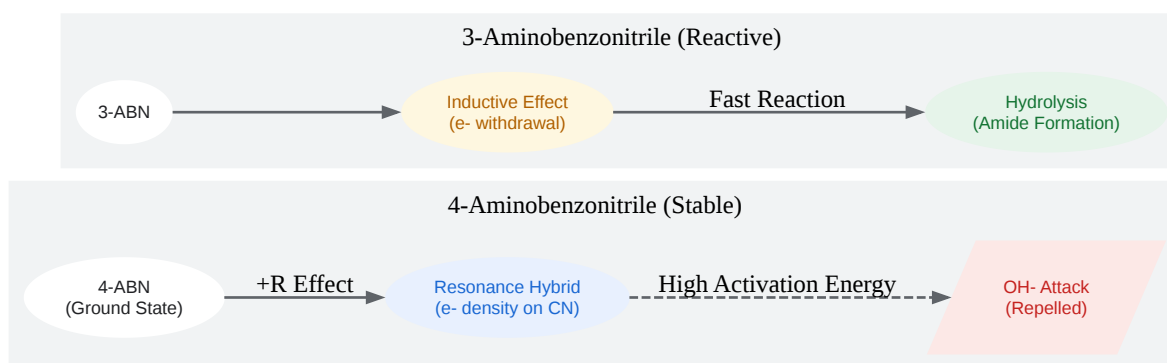 3-Aminobenzonitrile (Reactive)
3-ABN
Inductive Effect
(e- withdrawal)
Fast Reaction
Hydrolysis
(Amide Formation)
4-Aminobenzonitrile (Stable)
4-ABN
(Ground State)
+R Effect
Resonance Hybrid
(e- density on CN)
High Activation Energy
OH- Attack
(Repelled)